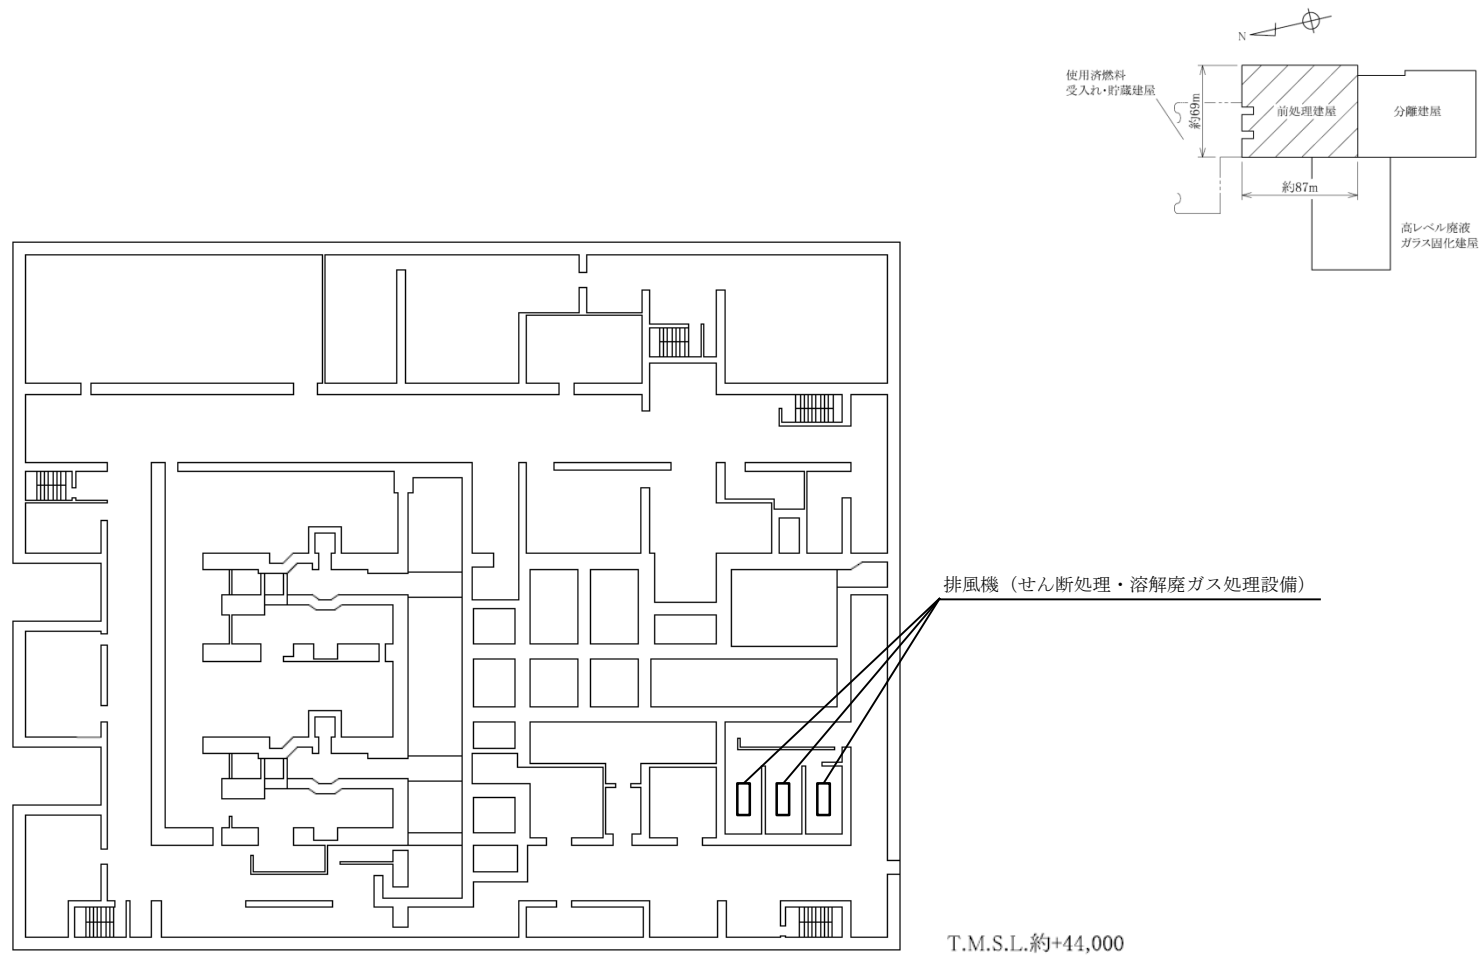 N
使用済燃料
受入れ・貯蔵建屋
約69m
前処理建屋
分離建屋
約87m
高レベル廃液
ガラス固化建屋
排風機（せん断処理・溶解廃ガス処理設備）
T.M.S.L.約+44,000